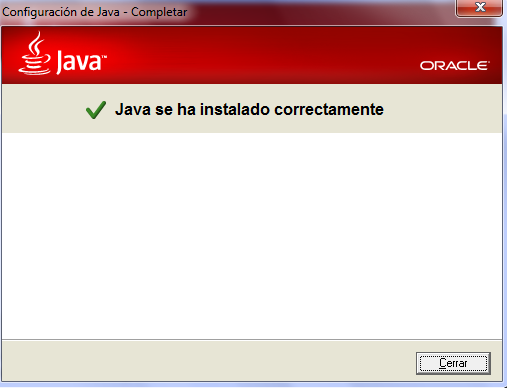 Configuración de Java - Completar
Java™
ORACLE®
Java se ha instalado correctamente
Cerrar